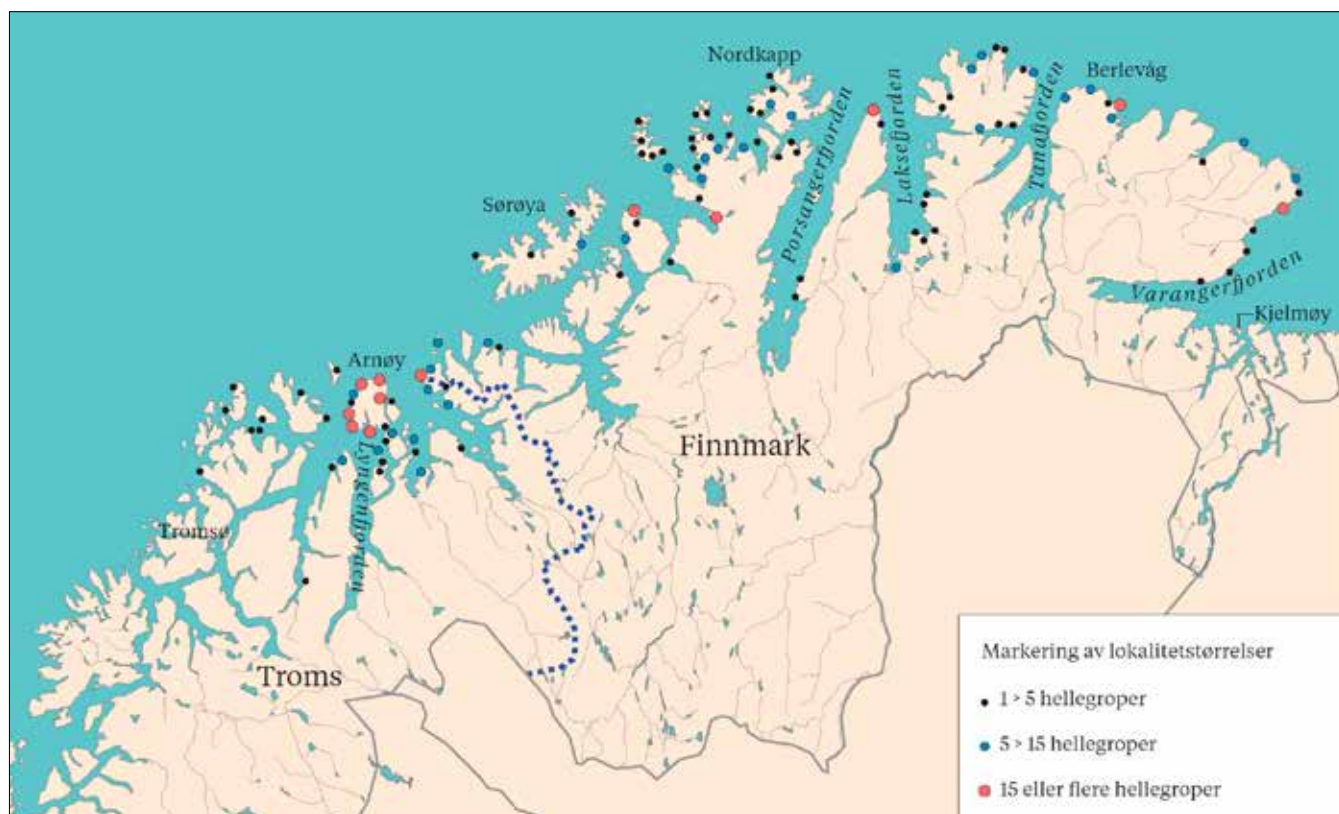 Nordkapp
Berlevåg
Porsangerfjorden
Laksefjorden
Tanafjorden
Sørøya
Varangerfjorden
Kjelmøy
Arnøy
Finnmark
Lyngenfjorden
Tromsø
Troms
Markering av lokalitetstørrelser
1 > 5 hellegroper
5 > 15 hellegroper
15 eller flere hellegroper